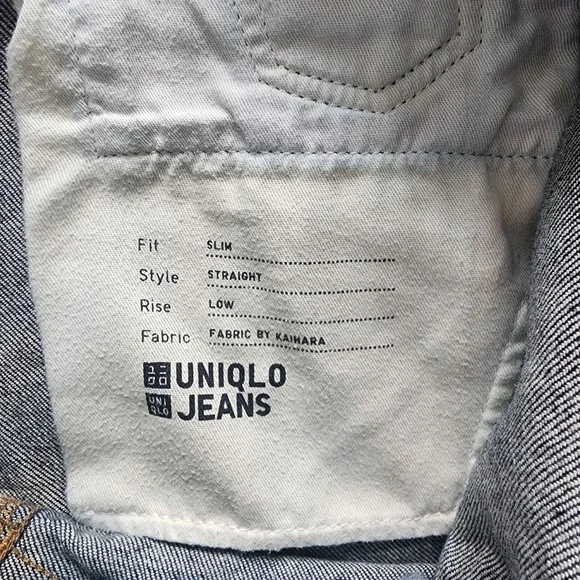 Fit SLIM
Style STRAIGHT
Rise LOW
Fabric FABRIC BY KAIHARA
ユニクロ UNIQLO
UNIQLO JEANS